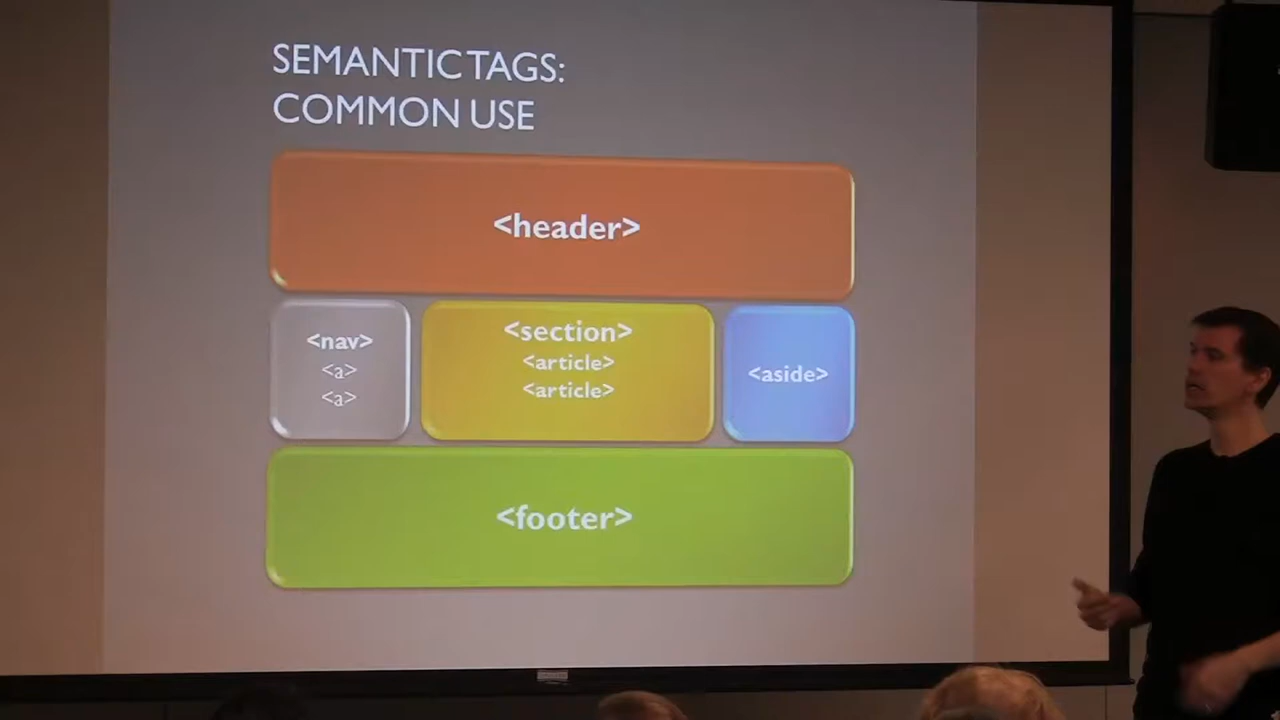 SEMANTIC TAGS:
COMMON USE
<header>
<nav>
<a>
<a>
<section>
<article>
<article>
<aside>
<footer>